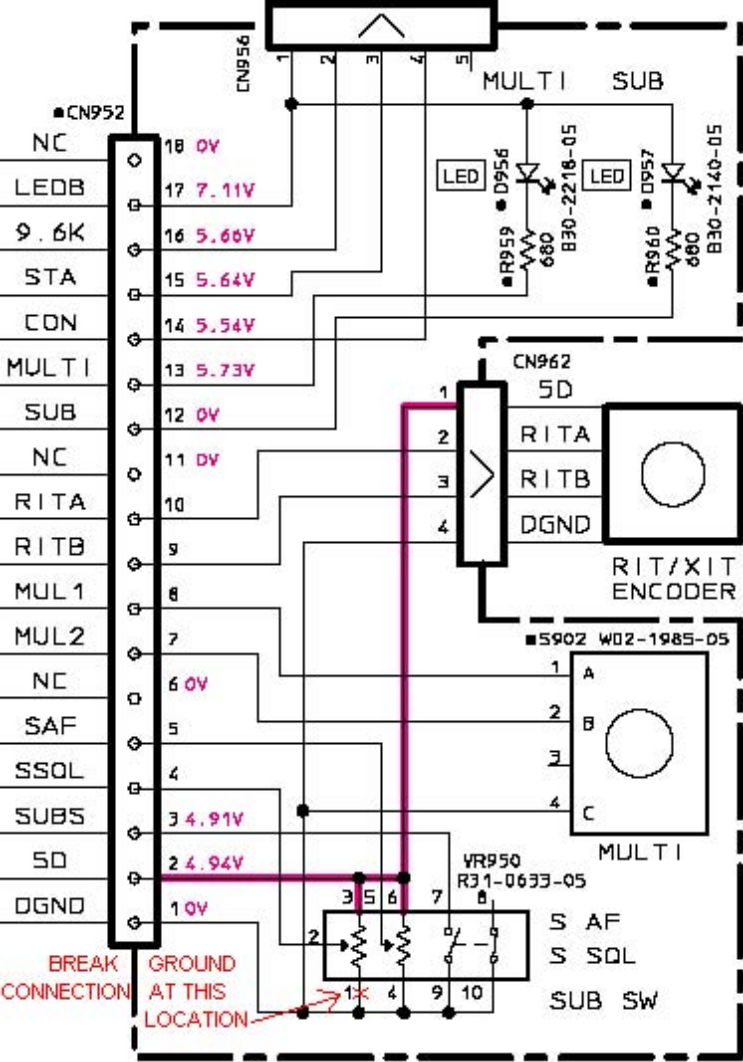 CN956
1 2 3 4 5
MULTI SUB
CN952
NC 18 0V
LEDB 17 7.11V
9.6K 16 5.66V
STA 15 5.64V
CON 14 5.54V
MULTI 13 5.73V
SUB 12 0V
NC 11 0V
RITA 10
RITB 9
MUL1 8
MUL2 7
NC 6 0V
SAF 5
SSQL 4
SUBS 3 4.91V
5D 2 4.94V
DGND 1 0V
LED D956 B30-2218-05
R959 680
LED D957 B30-2140-05
R960 680
CN962
1 5D
2 RITA
3 RITB
4 DGND
RIT/XIT
ENCODER
S902 W02-1985-05
1 A
2 B
3
4 C
MULTI
VR950
R31-0633-05
3 5 6 7 8
2
1 4 9 10
S AF
S SQL
SUB SW
BREAK GROUND
CONNECTION AT THIS
LOCATION